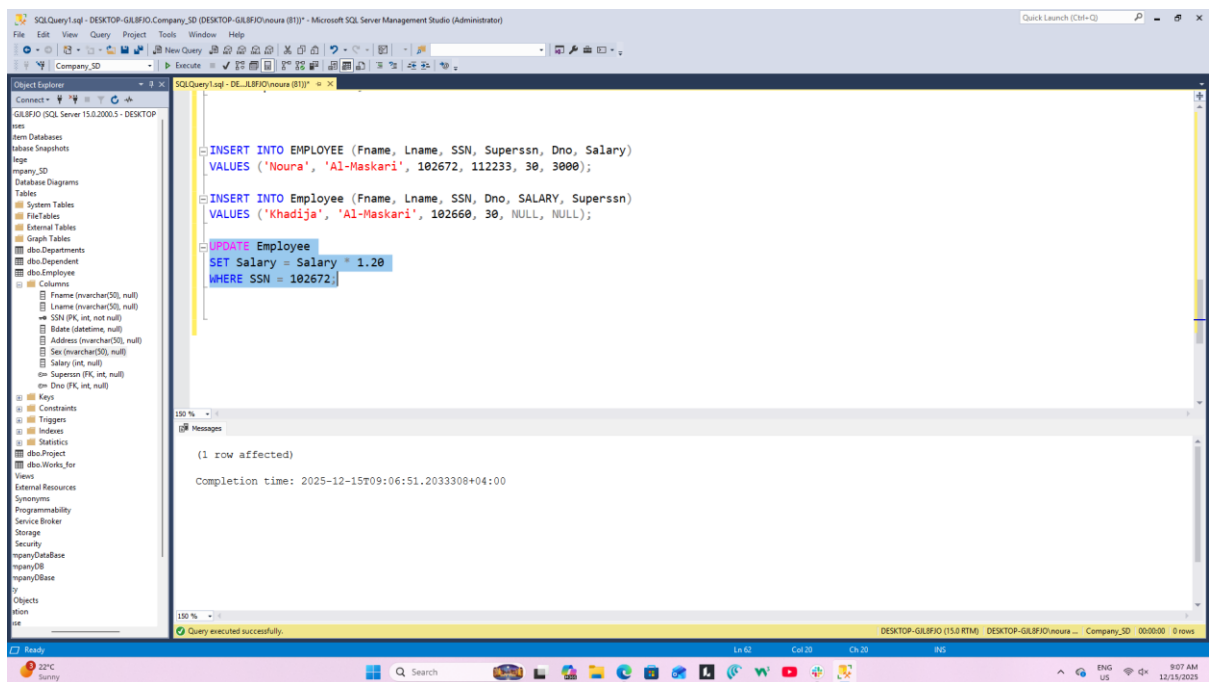 SQLQuery1.sql - DESKTOP-GJL8FJO.Company_SD (DESKTOP-GJL8FJO\noura (81))* - Microsoft SQL Server Management Studio (Administrator)
Quick Launch (Ctrl+Q)
File Edit View Query Project Tools Window Help
New Query
Company_SD
Execute
Object Explorer
SQLQuery1.sql - DE...JL8FJO\noura (81))*
Connect
-GJL8FJO (SQL Server 15.0.2000.5 - DESKTOP
ases
stem Databases
tabase Snapshots
llege
mpany_SD
Database Diagrams
Tables
System Tables
FileTables
External Tables
Graph Tables
dbo.Departments
dbo.Dependent
dbo.Employee
Columns
Fname (nvarchar(50), null)
Lname (nvarchar(50), null)
SSN (PK, int, not null)
Bdate (datetime, null)
Address (nvarchar(50), null)
Sex (nvarchar(50), null)
Salary (int, null)
Superssn (FK, int, null)
Dno (FK, int, null)
Keys
Constraints
Triggers
Indexes
Statistics
dbo.Project
dbo.Works_for
Views
External Resources
Synonyms
Programmability
Service Broker
Storage
Security
mpanyDataBase
mpanyDB
mpanyDBase
ty
Objects
ation
ise
INSERT INTO EMPLOYEE (Fname, Lname, SSN, Superssn, Dno, Salary)
VALUES ('Noura', 'Al-Maskari', 102672, 112233, 30, 3000);
INSERT INTO Employee (Fname, Lname, SSN, Dno, SALARY, Superssn)
VALUES ('Khadija', 'Al-Maskari', 102660, 30, NULL, NULL);
UPDATE Employee
SET Salary = Salary * 1.20
WHERE SSN = 102672;
150 %
Messages
(1 row affected)
Completion time: 2025-12-15T09:06:51.2033308+04:00
150 %
Query executed successfully.
DESKTOP-GJL8FJO (15.0 RTM) DESKTOP-GJL8FJO\noura ... Company_SD 00:00:00 0 rows
Ready
Ln 62 Col 20 Ch 20 INS
3
22°C
Sunny
Search
ENG
US
9:07 AM
12/15/2025